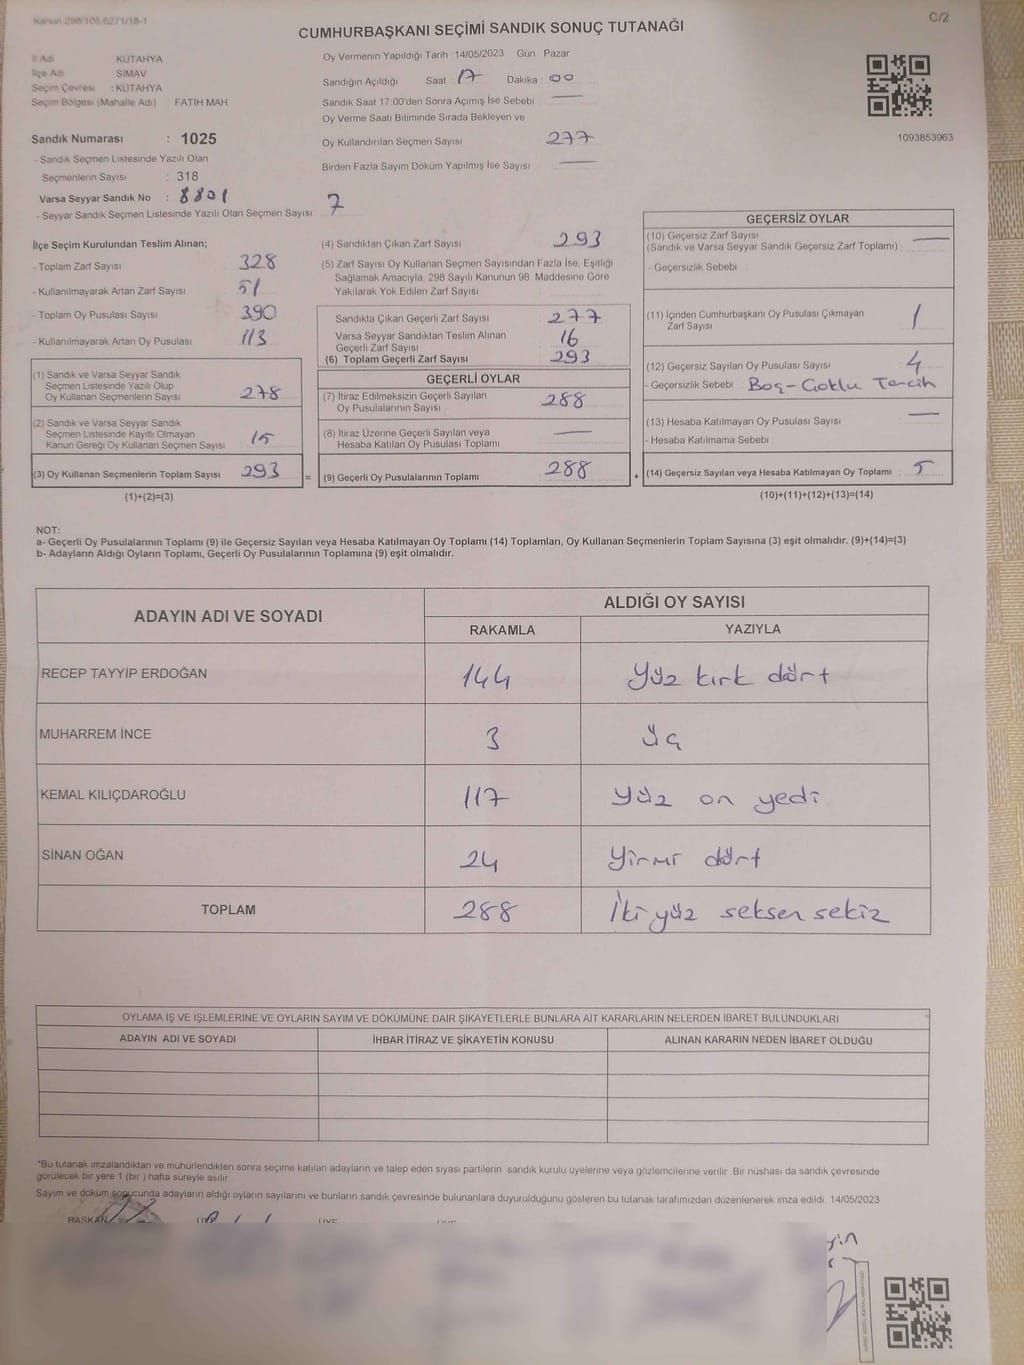 Kanun 298/105,6271/18-1
C/2
CUMHURBAŞKANI SEÇİMİ SANDIK SONUÇ TUTANAĞI
İl Adı KÜTAHYA
İlçe Adı SİMAV
Seçim Çevresi : KÜTAHYA
Seçim Bölgesi (Mahalle Adı) FATİH MAH
Sandık Numarası : 1025
- Sandık Seçmen Listesinde Yazılı Olan
Seçmenlerin Sayısı : 318
Varsa Seyyar Sandık No : 8801
- Seyyar Sandık Seçmen Listesinde Yazılı Olan Seçmen Sayısı: 7
Oy Vermenin Yapıldığı Tarih 14/05/2023 Gün Pazar
Sandığın Açıldığı Saat 17 Dakika 00
Sandık Saat 17:00'den Sonra Açımış İse Sebebi —
Oy Verme Saati Bitiminde Sırada Bekleyen ve
Oy Kullandırılan Seçmen Sayısı 277
Birden Fazla Sayım Döküm Yapılmış İse Sayısı —
1093853963
İlçe Seçim Kurulundan Teslim Alınan;
- Toplam Zarf Sayısı 328
- Kullanılmayarak Artan Zarf Sayısı 51
- Toplam Oy Pusulası Sayısı 390
- Kullanılmayarak Artan Oy Pusulası 113
(1) Sandık ve Varsa Seyyar Sandık
Seçmen Listesinde Yazılı Olup
Oy Kullanan Seçmenlerin Sayısı 278
(2) Sandık ve Varsa Seyyar Sandık
Seçmen Listesinde Kayıtlı Olmayan
Kanun Gereği Oy Kullanan Seçmen Sayısı 15
(3) Oy Kullanan Seçmenlerin Toplam Sayısı 293
(1)+(2)=(3)
(4) Sandıktan Çıkan Zarf Sayısı 293
(5) Zarf Sayısı Oy Kullanan Seçmen Sayısından Fazla İse, Eşitliği
Sağlamak Amacıyla, 298 Sayılı Kanunun 98. Maddesine Göre
Yakılarak Yok Edilen Zarf Sayısı
Sandıkta Çıkan Geçerli Zarf Sayısı 277
Varsa Seyyar Sandıktan Teslim Alınan
Geçerli Zarf Sayısı 16
(6) Toplam Geçerli Zarf Sayısı 293
GEÇERLİ OYLAR
(7) İtiraz Edilmeksizin Geçerli Sayılan
Oy Pusulalarının Sayısı 288
(8) İtiraz Üzerine Geçerli Sayılan veya
Hesaba Katılan Oy Pusulası Toplamı —
= (9) Geçerli Oy Pusulalarının Toplamı 288
GEÇERSİZ OYLAR
(10) Geçersiz Zarf Sayısı —
(Sandık ve Varsa Seyyar Sandık Geçersiz Zarf Toplamı)
- Geçersizlik Sebebi
(11) İçinden Cumhurbaşkanı Oy Pusulası Çıkmayan
Zarf Sayısı 1
(12) Geçersiz Sayılan Oy Pusulası Sayısı 4
- Geçersizlik Sebebi Boş-Çoklu Tercih
(13) Hesaba Katılmayan Oy Pusulası Sayısı —
- Hesaba Katılmama Sebebi
+ (14) Geçersiz Sayılan veya Hesaba Katılmayan Oy Toplamı 5
(10)+(11)+(12)+(13)=(14)
NOT:
a- Geçerli Oy Pusulalarının Toplamı (9) ile Geçersiz Sayılan veya Hesaba Katılmayan Oy Toplamı (14) Toplamları, Oy Kullanan Seçmenlerin Toplam Sayısına (3) eşit olmalıdır. (9)+(14)=(3)
b- Adayların Aldığı Oyların Toplamı, Geçerli Oy Pusulalarının Toplamına (9) eşit olmalıdır.
ADAYIN ADI VE SOYADI
ALDIĞI OY SAYISI
RAKAMLA YAZIYLA
RECEP TAYYİP ERDOĞAN 144 Yüz kırk dört
MUHARREM İNCE 3 Üç
KEMAL KILIÇDAROĞLU 117 Yüz on yedi
SİNAN OĞAN 24 Yirmi dört
TOPLAM 288 İki yüz seksen sekiz
OYLAMA İŞ VE İŞLEMLERİNE VE OYLARIN SAYIM VE DÖKÜMÜNE DAİR ŞİKAYETLERLE BUNLARA AİT KARARLARIN NELERDEN İBARET BULUNDUKLARI
ADAYIN ADI VE SOYADI İHBAR İTİRAZ VE ŞİKAYETİN KONUSU ALINAN KARARIN NEDEN İBARET OLDUĞU
*Bu tutanak imzalandıktan ve mühürlendikten sonra seçime katılan adayların ve talep eden siyasi partilerin sandık kurulu üyelerine veya gözlemcilerine verilir. Bir nüshası da sandık çevresinde
görülecek bir yere 1 (bir) hafta süreyle asılır
Sayım ve döküm sonucunda adayların aldığı oyların sayılarını ve bunların sandık çevresinde bulunanlara duyurulduğunu gösteren bu tutanak tarafımızdan düzenlenerek imza edildi. 14/05/2023
BAŞKAN